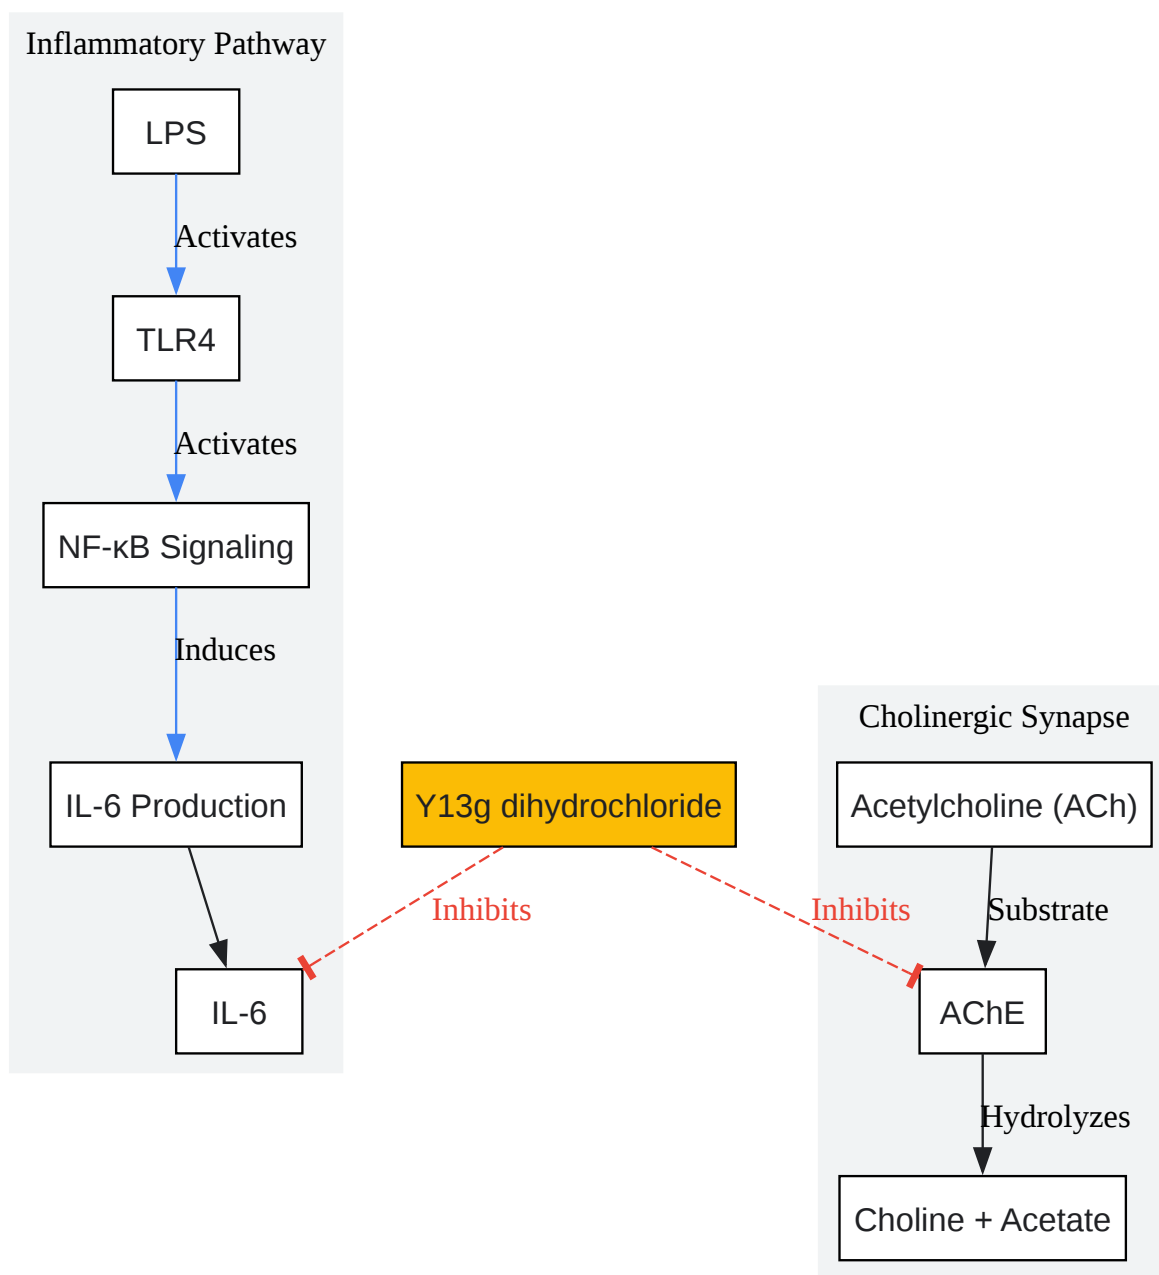 Inflammatory Pathway
LPS
Activates
TLR4
Activates
NF-κB Signaling
Induces
IL-6 Production
IL-6
Y13g dihydrochloride
Inhibits
Inhibits
Cholinergic Synapse
Acetylcholine (ACh)
Substrate
AChE
Hydrolyzes
Choline + Acetate